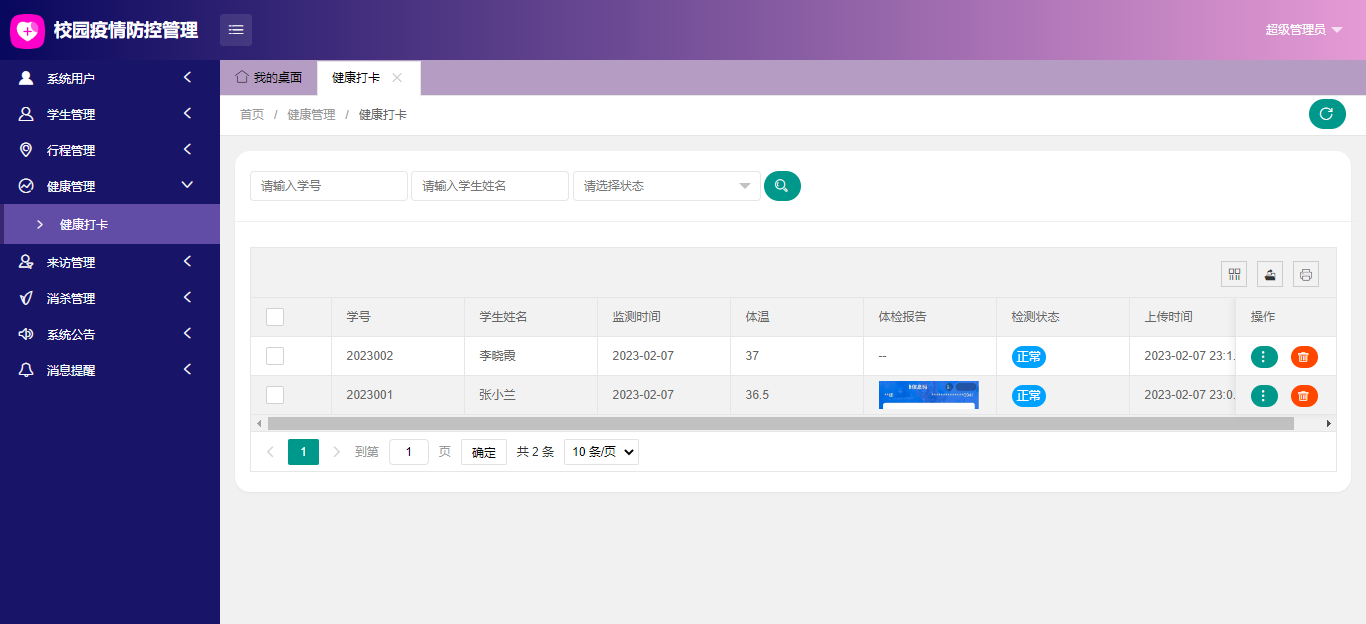 校园疫情防控管理
超级管理员
系统用户
学生管理
行程管理
健康管理
健康打卡
来访管理
消杀管理
系统公告
消息提醒
我的桌面 健康打卡
首页 / 健康管理 / 健康打卡
请输入学号 请输入学生姓名 请选择状态
学号 学生姓名 监测时间 体温 体检报告 检测状态 上传时间 操作
2023002 李晓霞 2023-02-07 37 -- 正常 2023-02-07 23:1.
2023001 张小兰 2023-02-07 36.5 正常 2023-02-07 23:0.
1 到第 1 页 确定 共 2 条 10 条/页